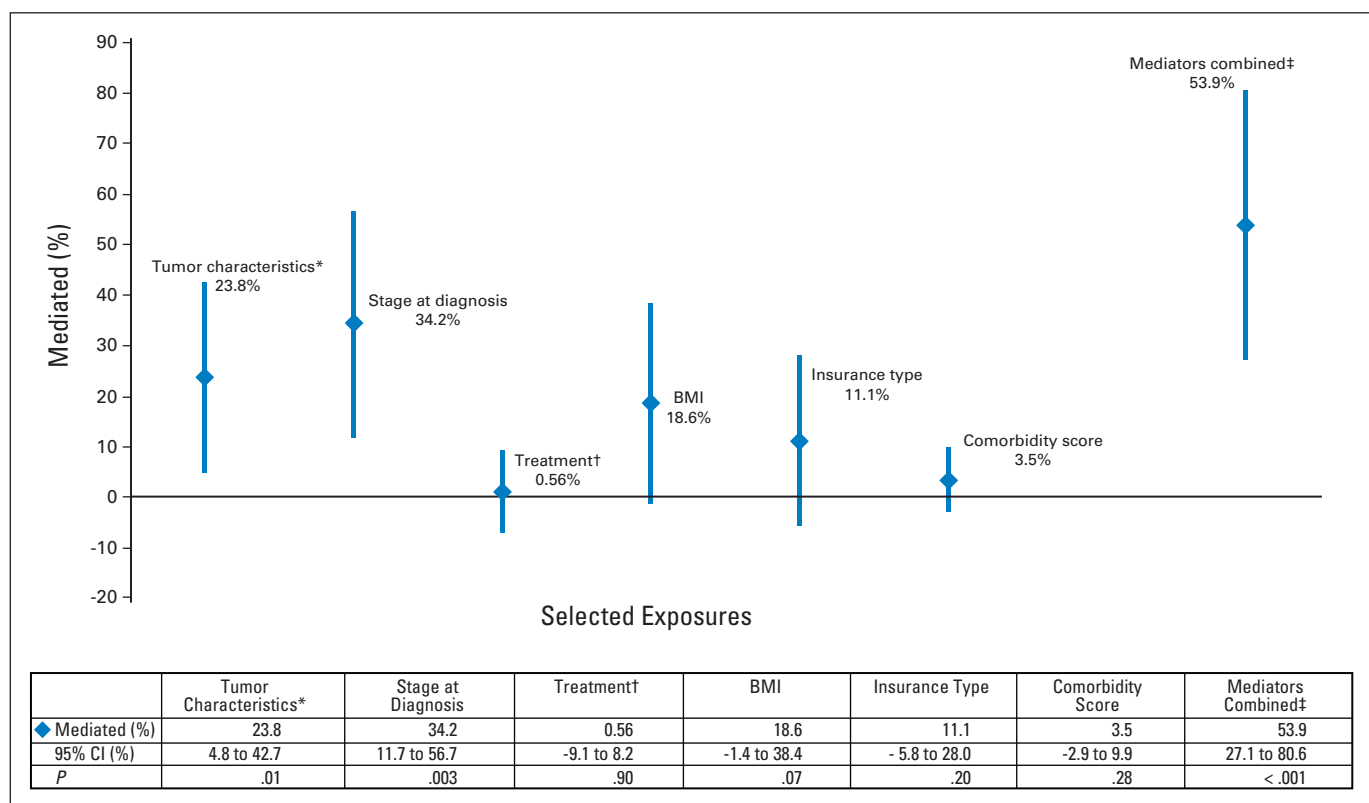 90
80
70
60
50
40
30
20
10
0
-10
-20
Mediated (%)
Tumor characteristics*
23.8%
Stage at diagnosis
34.2%
Treatment†
0.56%
BMI
18.6%
Insurance type
11.1%
Comorbidity score
3.5%
Mediators combined‡
53.9%
Selected Exposures
Tumor Characteristics* Stage at Diagnosis Treatment† BMI Insurance Type Comorbidity Score Mediators Combined‡
Mediated (%) 23.8 34.2 0.56 18.6 11.1 3.5 53.9
95% CI (%) 4.8 to 42.7 11.7 to 56.7 -9.1 to 8.2 -1.4 to 38.4 - 5.8 to 28.0 -2.9 to 9.9 27.1 to 80.6
P .01 .003 .90 .07 .20 .28 < .001